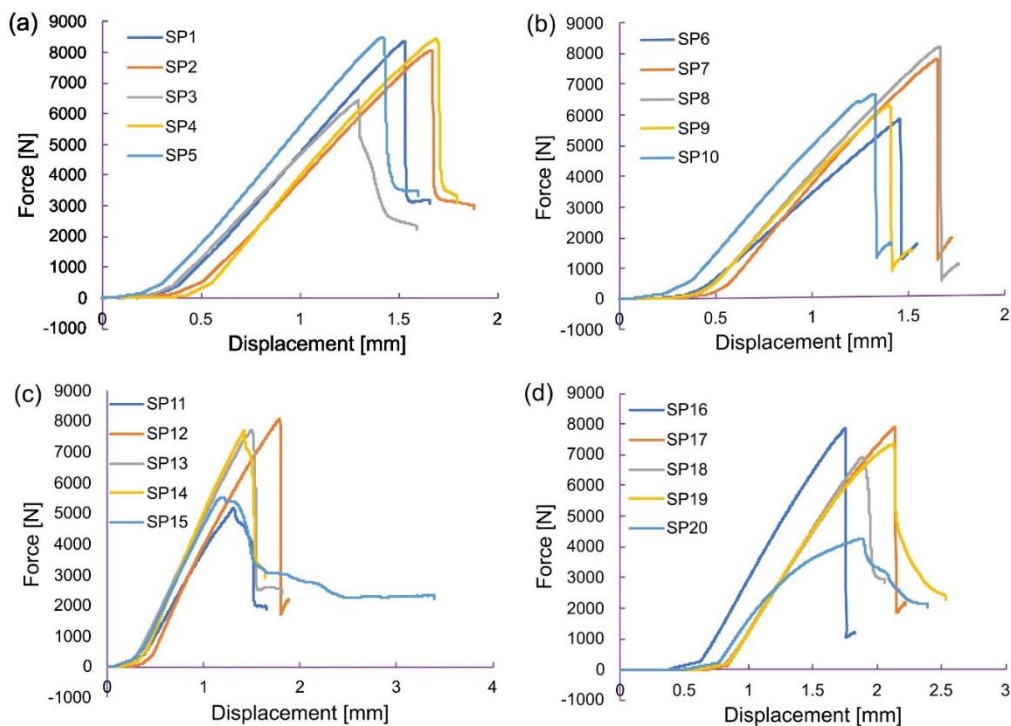 (a)
9000
8000
7000
6000
5000
4000
3000
2000
1000
0
-1000
Force [N]
SP1
SP2
SP3
SP4
SP5
0 0.5 1 1.5 2
Displacement [mm]
(b)
9000
8000
7000
6000
5000
4000
3000
2000
1000
0
-1000
Force [N]
SP6
SP7
SP8
SP9
SP10
0 0.5 1 1.5 2
Displacement [mm]
(c)
9000
8000
7000
6000
5000
4000
3000
2000
1000
0
-1000
Force [N]
SP11
SP12
SP13
SP14
SP15
0 1 2 3 4
Displacement [mm]
(d)
9000
8000
7000
6000
5000
4000
3000
2000
1000
0
-1000
Force [N]
SP16
SP17
SP18
SP19
SP20
0 0.5 1 1.5 2 2.5 3
Displacement [mm]